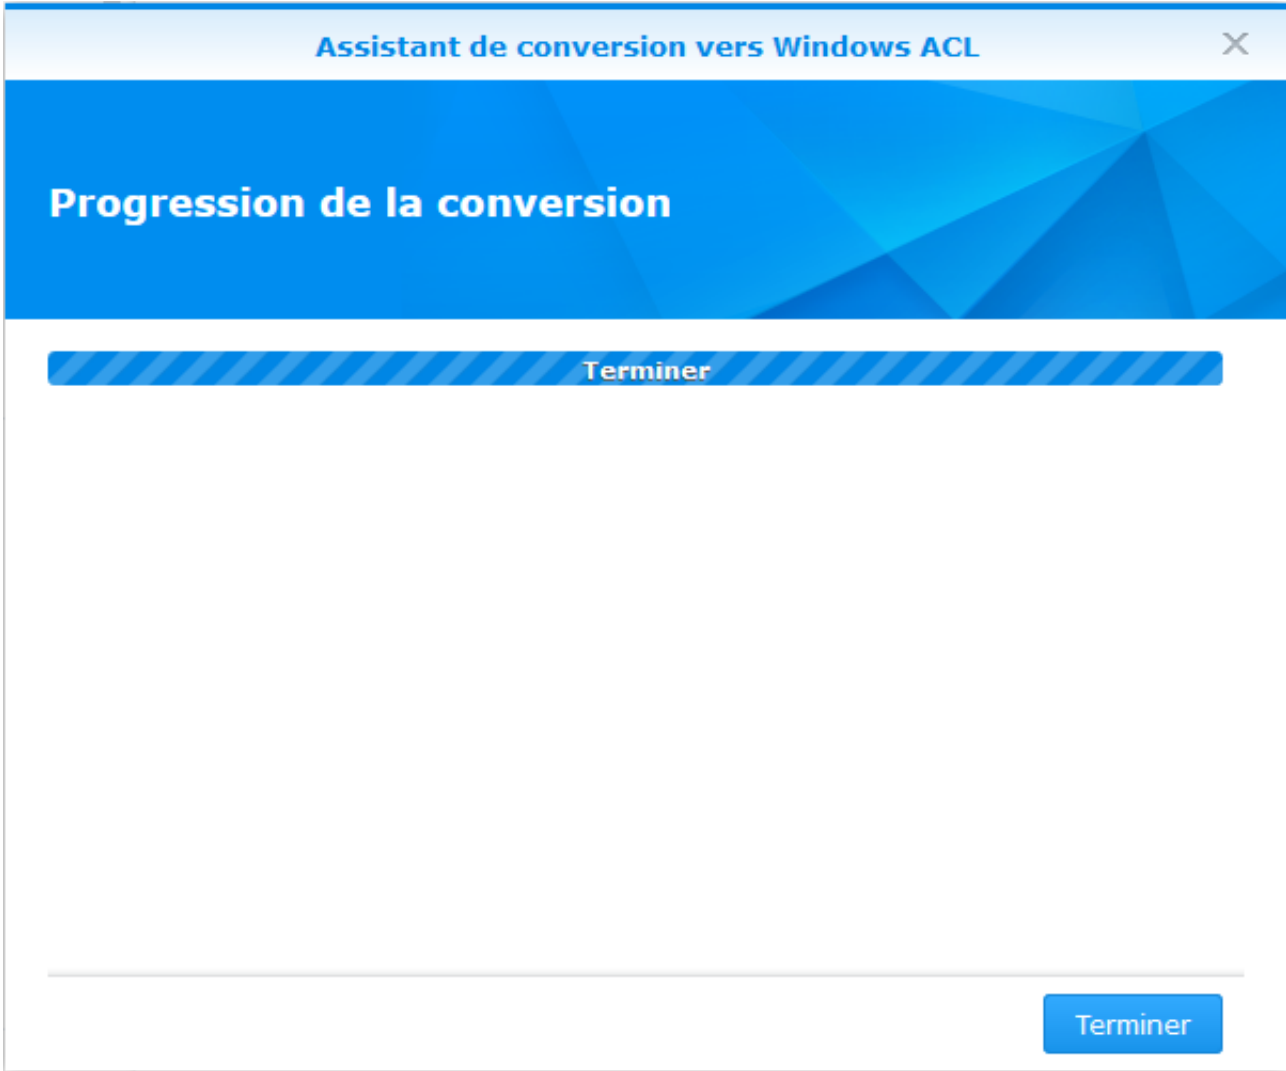 Assistant de conversion vers Windows ACL
Progression de la conversion
Terminer
Terminer